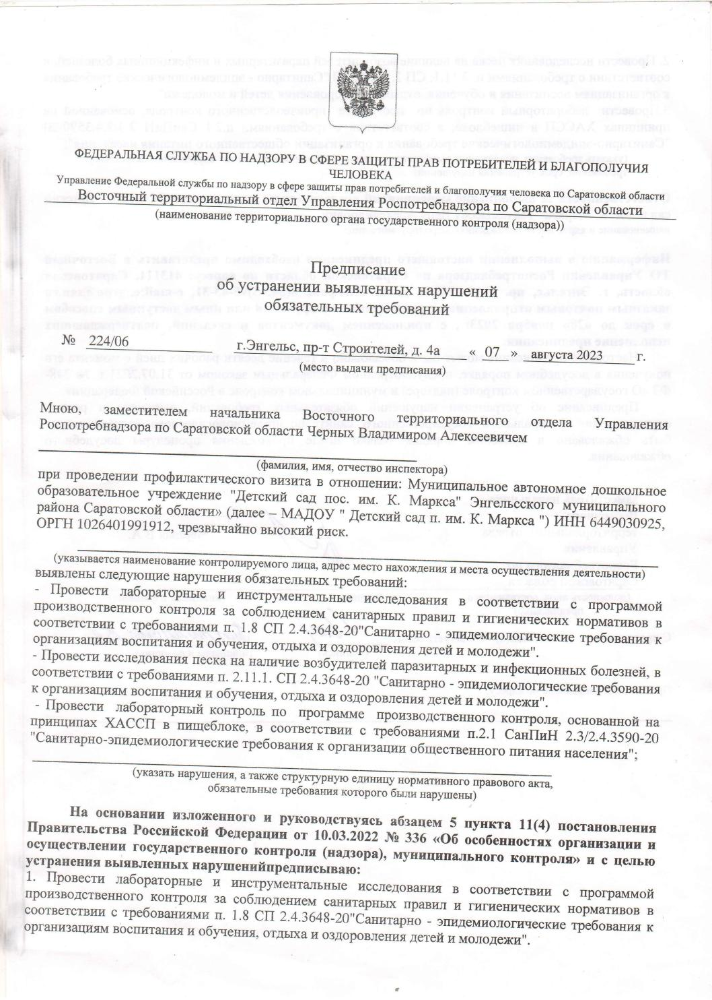 ФЕДЕРАЛЬНАЯ СЛУЖБА ПО НАДЗОРУ В СФЕРЕ ЗАЩИТЫ ПРАВ ПОТРЕБИТЕЛЕЙ И БЛАГОПОЛУЧИЯ
ЧЕЛОВЕКА
Управление Федеральной службы по надзору в сфере защиты прав потребителей и благополучия человека по Саратовской области
Восточный территориальный отдел Управления Роспотребнадзора по Саратовской области
(наименование территориального органа государственного контроля (надзора))
Предписание
об устранении выявленных нарушений
обязательных требований
№ 224/06 г.Энгельс, пр-т Строителей, д. 4а « 07 » августа 2023 г.
(место выдачи предписания)
Мною, заместителем начальника Восточного территориального отдела Управления
Роспотребнадзора по Саратовской области Черных Владимиром Алексеевичем
(фамилия, имя, отчество инспектора)
при проведении профилактического визита в отношении: Муниципальное автономное дошкольное
образовательное учреждение "Детский сад пос. им. К. Маркса" Энгельсского муниципального
района Саратовской области» (далее – МАДОУ " Детский сад п. им. К. Маркса ") ИНН 6449030925,
ОРГН 1026401991912, чрезвычайно высокий риск.
(указывается наименование контролируемого лица, адрес место нахождения и места осуществления деятельности)
выявлены следующие нарушения обязательных требований:
- Провести лабораторные и инструментальные исследования в соответствии с программой
производственного контроля за соблюдением санитарных правил и гигиенических нормативов в
соответствии с требованиями п. 1.8 СП 2.4.3648-20"Санитарно - эпидемиологические требования к
организациям воспитания и обучения, отдыха и оздоровления детей и молодежи".
- Провести исследования песка на наличие возбудителей паразитарных и инфекционных болезней, в
соответствии с требованиями п. 2.11.1. СП 2.4.3648-20 "Санитарно - эпидемиологические требования
к организациям воспитания и обучения, отдыха и оздоровления детей и молодежи".
- Провести лабораторный контроль по программе производственного контроля, основанной на
принципах ХАССП в пищеблоке, в соответствии с требованиями п.2.1 СанПиН 2.3/2.4.3590-20
"Санитарно-эпидемиологические требования к организации общественного питания населения";
(указать нарушения, а также структурную единицу нормативного правового акта,
обязательные требования которого были нарушены)
На основании изложенного и руководствуясь абзацем 5 пункта 11(4) постановления
Правительства Российской Федерации от 10.03.2022 № 336 «Об особенностях организации и
осуществлении государственного контроля (надзора), муниципального контроля» и с целью
устранения выявленных нарушенийпредписываю:
1. Провести лабораторные и инструментальные исследования в соответствии с программой
производственного контроля за соблюдением санитарных правил и гигиенических нормативов в
соответствии с требованиями п. 1.8 СП 2.4.3648-20"Санитарно - эпидемиологические требования к
организациям воспитания и обучения, отдыха и оздоровления детей и молодежи".